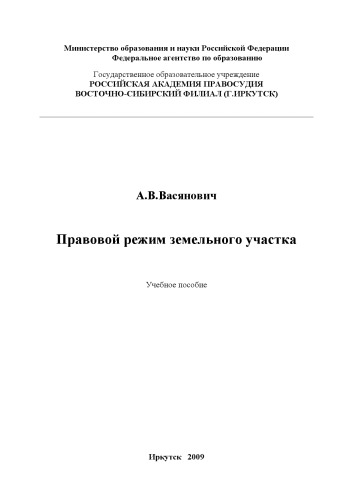 Министерство образования и науки Российской Федерации
Федеральное агентство по образованию
Государственное образовательное учреждение
РОССИЙСКАЯ АКАДЕМИЯ ПРАВОСУДИЯ
ВОСТОЧНО-СИБИРСКИЙ ФИЛИАЛ (Г.ИРКУТСК)
А.В.Васянович
Правовой режим земельного участка
Учебное пособие
Иркутск 2009